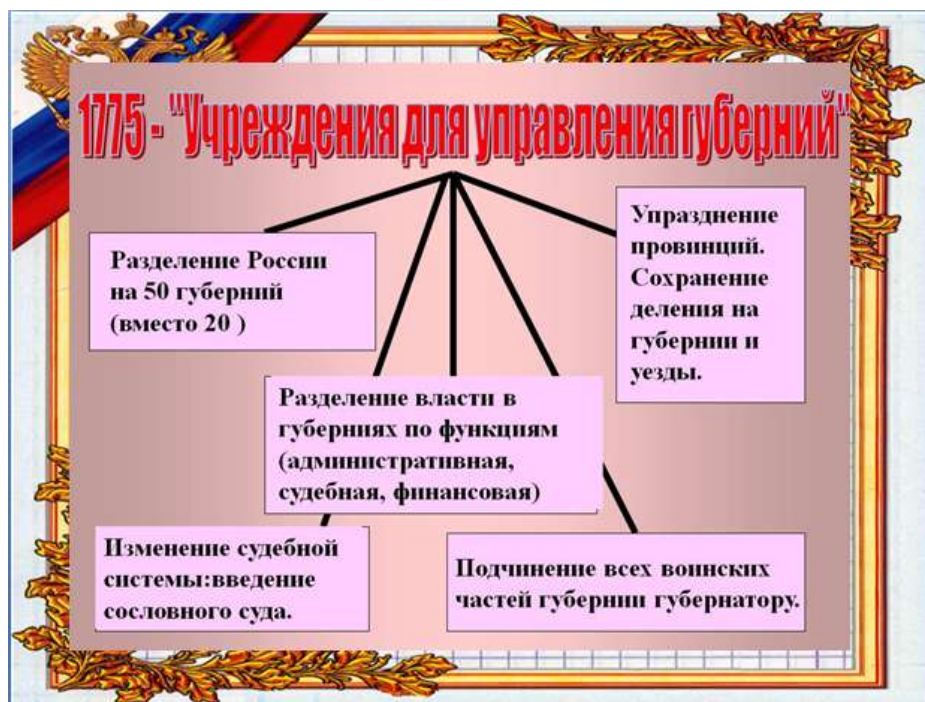 1775 - "Учреждения для управления губерний"
Разделение России
на 50 губерний
(вместо 20 )
Упразднение
провинций.
Сохранение
деления на
губернии и
уезды.
Разделение власти в
губерниях по функциям
(административная,
судебная, финансовая)
Изменение судебной
системы:введение
сословного суда.
Подчинение всех воинских
частей губернии губернатору.